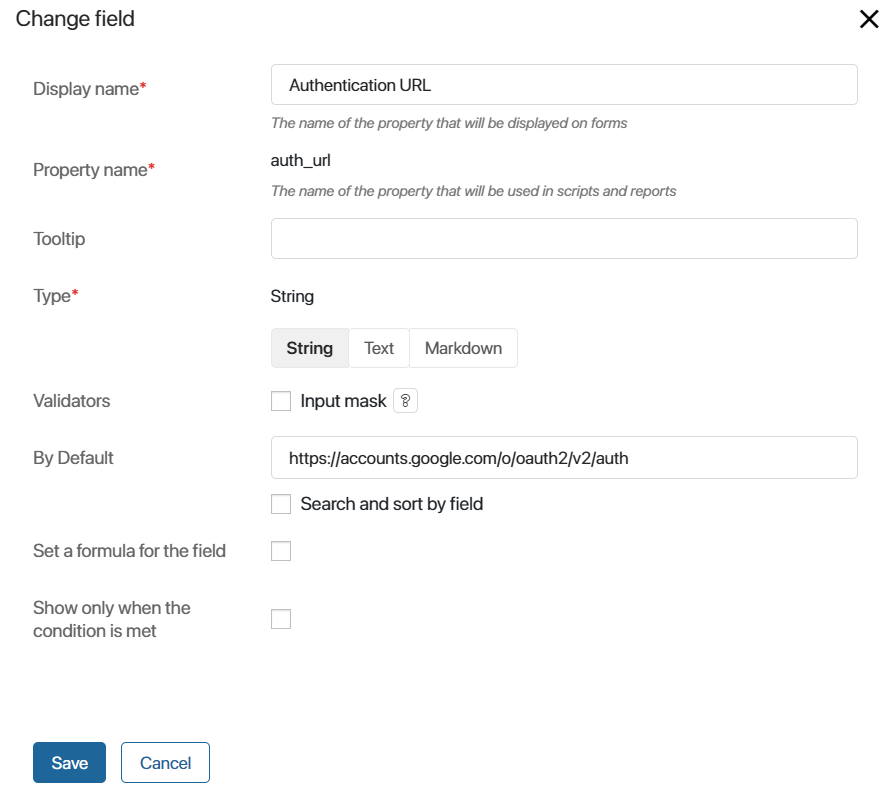 Change field
Display name*
Authentication URL
The name of the property that will be displayed on forms
Property name*
auth_url
The name of the property that will be used in scripts and reports
Tooltip
Type*
String
String Text Markdown
Validators
Input mask ?
By Default
https://accounts.google.com/o/oauth2/v2/auth
Search and sort by field
Set a formula for the field
Show only when the
condition is met
Save Cancel